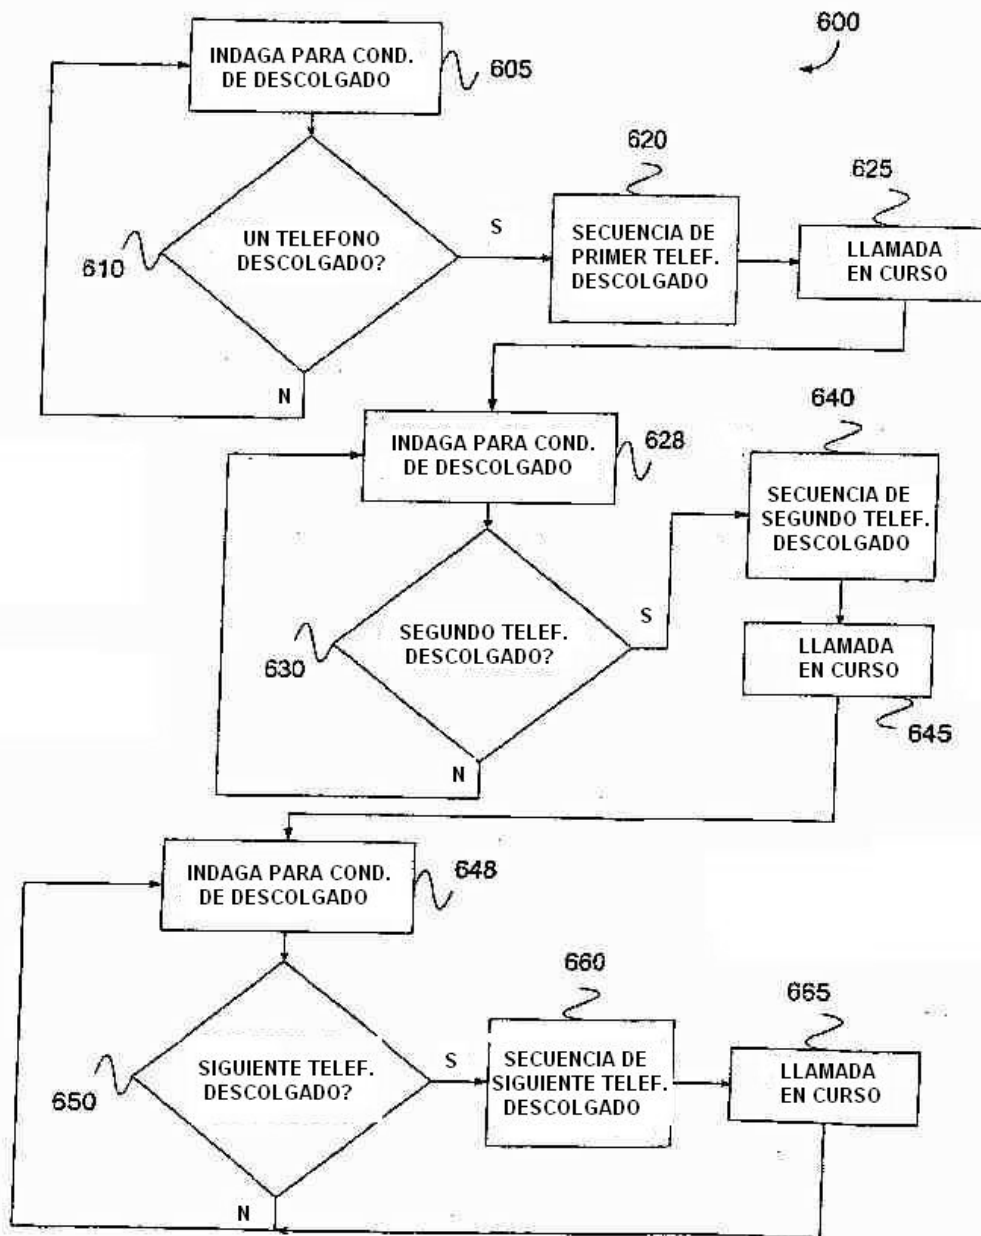 600
INDAGA PARA COND.
DE DESCOLGADO
605
UN TELEFONO
DESCOLGADO?
610
S
N
620
SECUENCIA DE
PRIMER TELEF.
DESCOLGADO
625
LLAMADA
EN CURSO
INDAGA PARA COND.
DE DESCOLGADO
628
SEGUNDO TELEF.
DESCOLGADO?
630
S
N
640
SECUENCIA DE
SEGUNDO TELEF.
DESCOLGADO
LLAMADA
EN CURSO
645
INDAGA PARA COND.
DE DESCOLGADO
648
SIGUIENTE TELEF.
DESCOLGADO?
650
S
N
660
SECUENCIA DE
SIGUIENTE TELEF.
DESCOLGADO
665
LLAMADA
EN CURSO